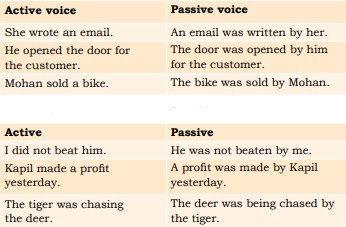 Active voice Passive voice
She wrote an email. An email was written by her.
He opened the door for The door was opened by him
the customer. for the customer.
Mohan sold a bike. The bike was sold by Mohan.
Active Passive
I did not beat him. He was not beaten by me.
Kapil made a profit A profit was made by Kapil
yesterday. yesterday.
The tiger was chasing The deer was being chased by
the deer. the tiger.